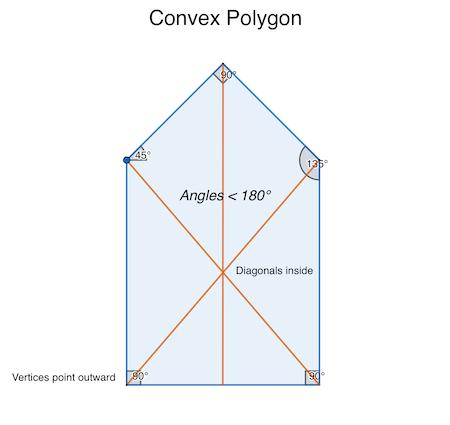 Convex Polygon
90°
45°
135°
Angles < 180°
Diagonals inside
Vertices point outward
90°
90°